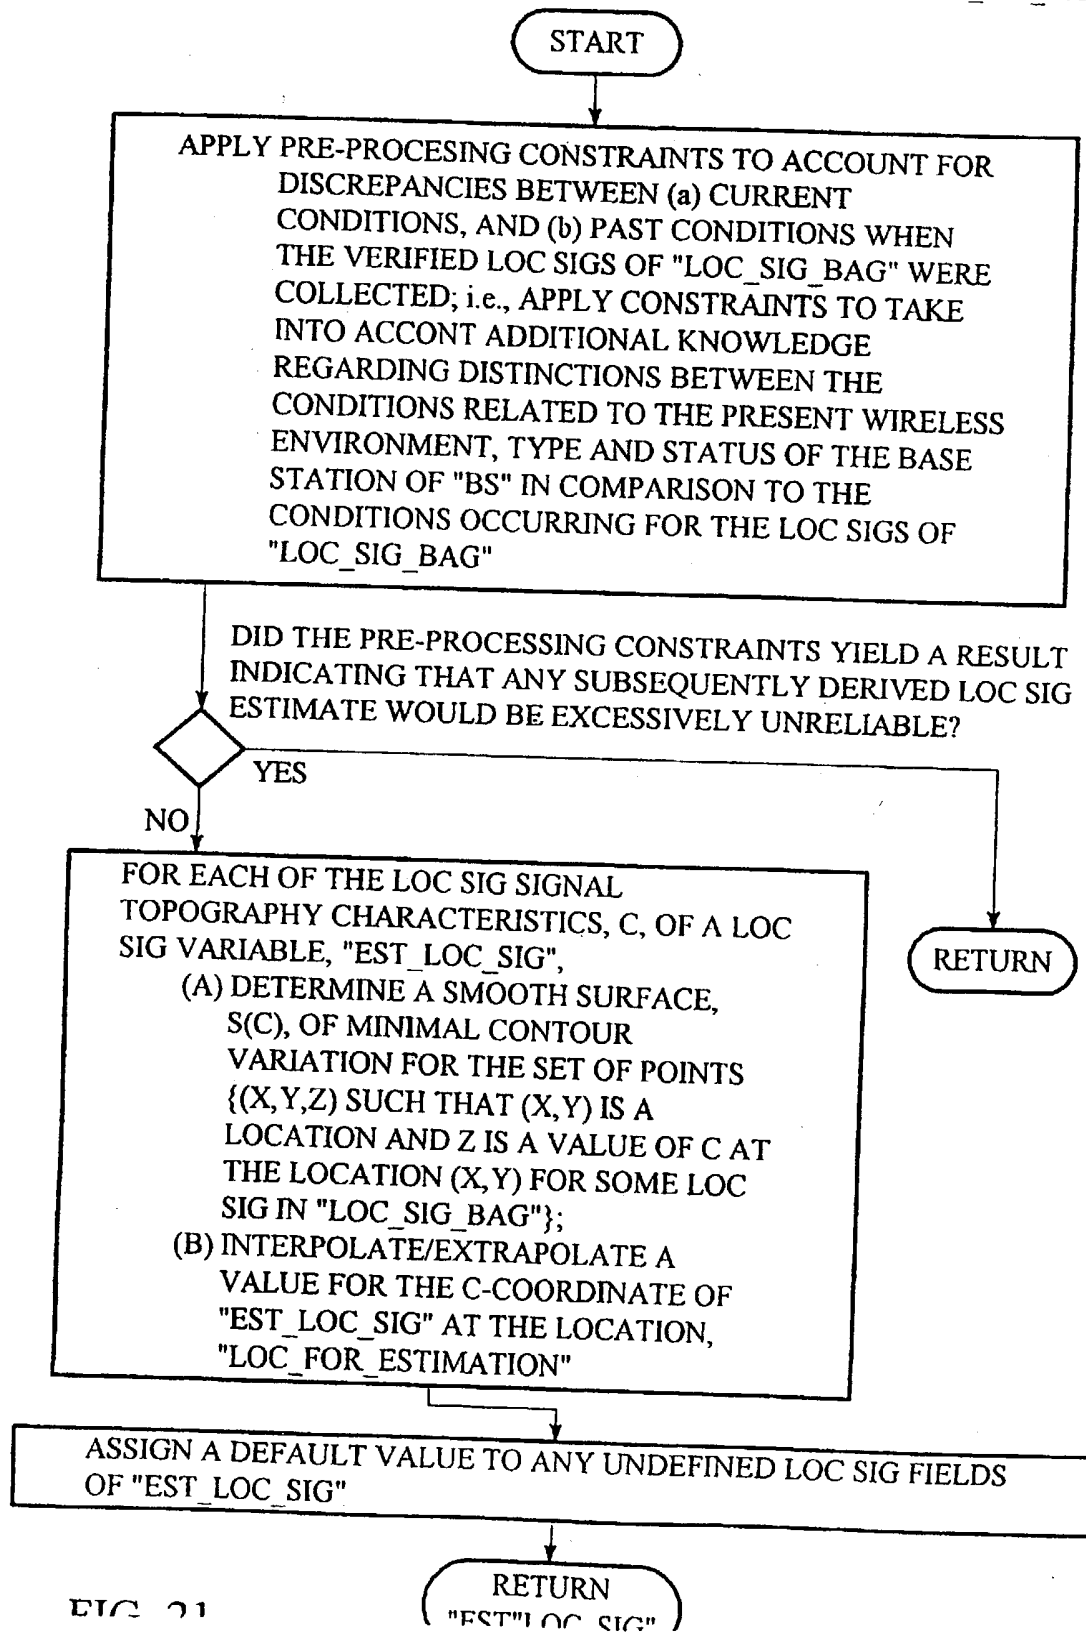 START
APPLY PRE-PROCESING CONSTRAINTS TO ACCOUNT FOR
DISCREPANCIES BETWEEN (a) CURRENT
CONDITIONS, AND (b) PAST CONDITIONS WHEN
THE VERIFIED LOC SIGS OF "LOC_SIG_BAG" WERE
COLLECTED; i.e., APPLY CONSTRAINTS TO TAKE
INTO ACCONT ADDITIONAL KNOWLEDGE
REGARDING DISTINCTIONS BETWEEN THE
CONDITIONS RELATED TO THE PRESENT WIRELESS
ENVIRONMENT, TYPE AND STATUS OF THE BASE
STATION OF "BS" IN COMPARISON TO THE
CONDITIONS OCCURRING FOR THE LOC SIGS OF
"LOC_SIG_BAG"
DID THE PRE-PROCESSING CONSTRAINTS YIELD A RESULT
INDICATING THAT ANY SUBSEQUENTLY DERIVED LOC SIG
ESTIMATE WOULD BE EXCESSIVELY UNRELIABLE?
YES
NO
FOR EACH OF THE LOC SIG SIGNAL
TOPOGRAPHY CHARACTERISTICS, C, OF A LOC
SIG VARIABLE, "EST_LOC_SIG",
(A) DETERMINE A SMOOTH SURFACE,
S(C), OF MINIMAL CONTOUR
VARIATION FOR THE SET OF POINTS
{(X,Y,Z) SUCH THAT (X,Y) IS A
LOCATION AND Z IS A VALUE OF C AT
THE LOCATION (X,Y) FOR SOME LOC
SIG IN "LOC_SIG_BAG"};
(B) INTERPOLATE/EXTRAPOLATE A
VALUE FOR THE C-COORDINATE OF
"EST_LOC_SIG" AT THE LOCATION,
"LOC_FOR_ESTIMATION"
RETURN
ASSIGN A DEFAULT VALUE TO ANY UNDEFINED LOC SIG FIELDS
OF "EST_LOC_SIG"
RETURN
"EST"LOC_SIG"
FIG. 21